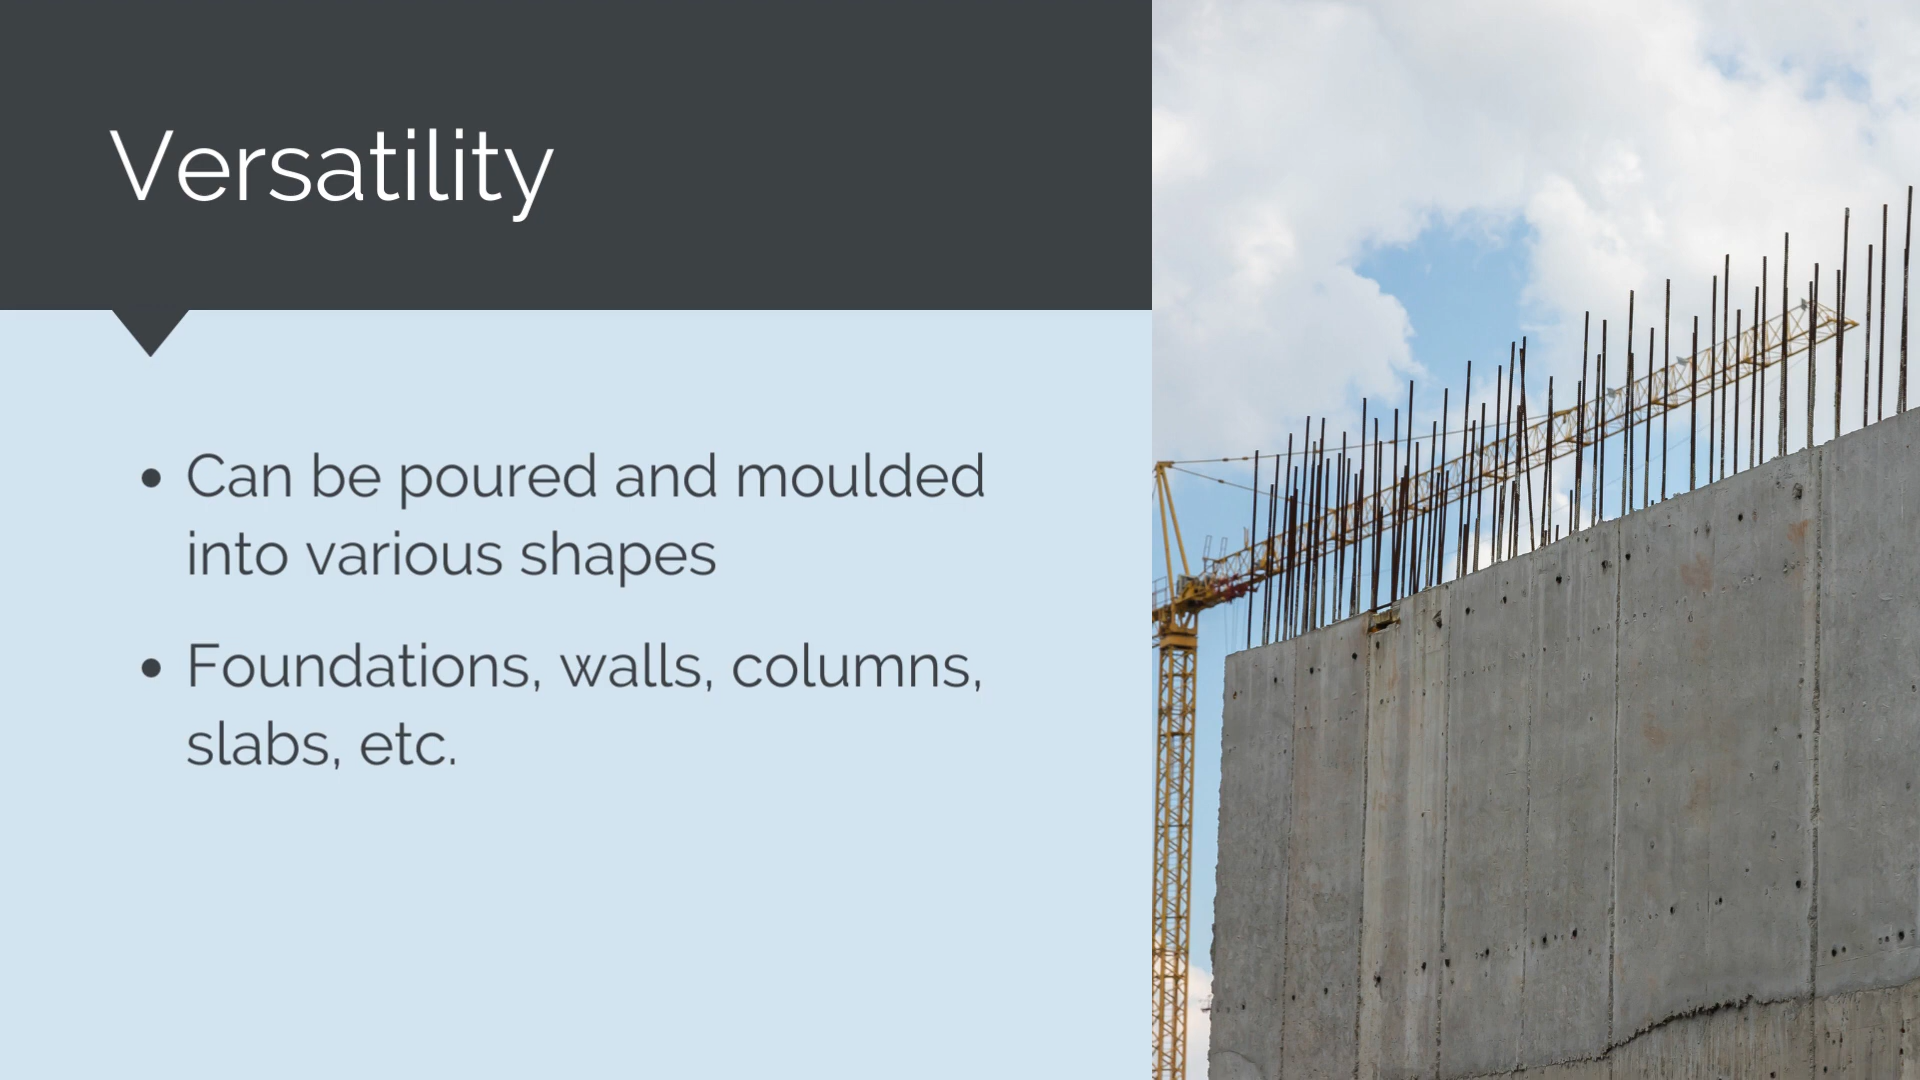 Versatility
• Can be poured and moulded
into various shapes
• Foundations, walls, columns,
slabs, etc.